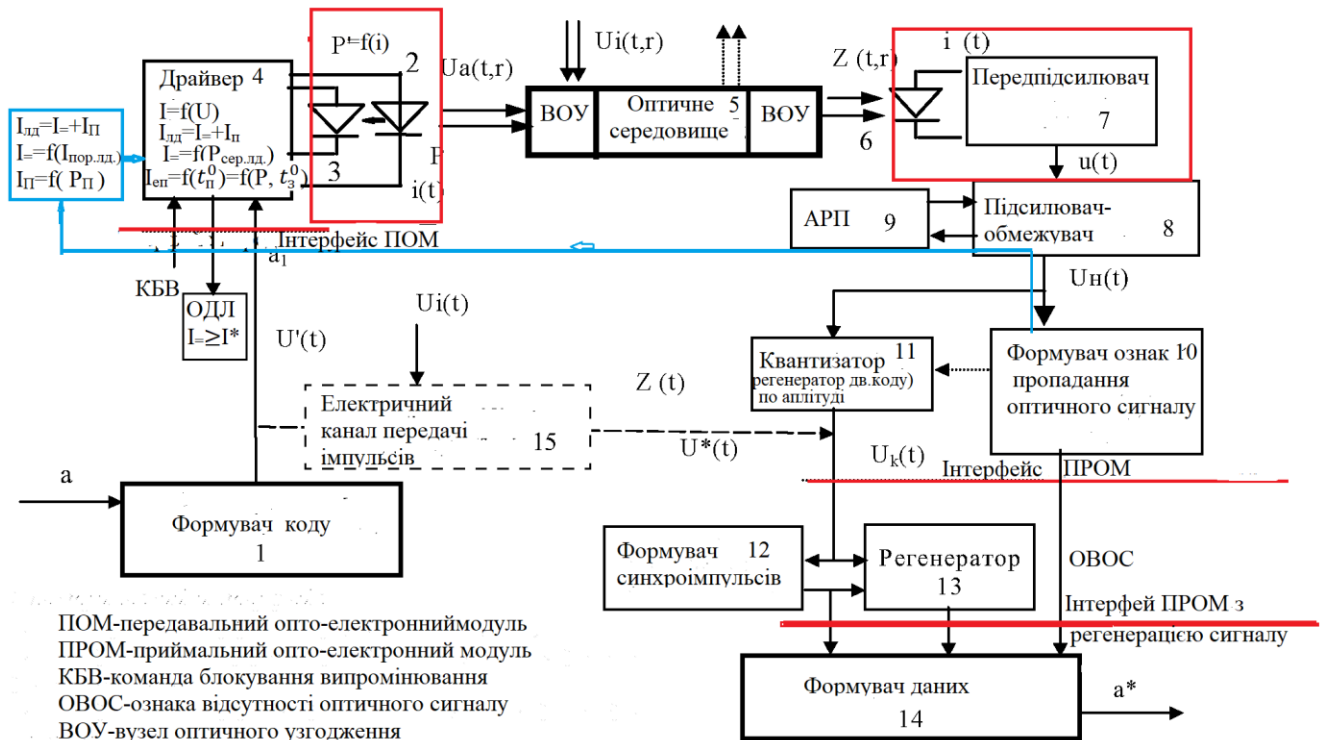 P'=f(i)
2
Ui(t,r)
Ua(t,r)
Z (t,r)
i (t)
Драйвер 4
I=f(U)
Iлд=I=+Iп
I==f(Pсер.лд.)
Iеп=f(tп⁰)=f(P, tз⁰)
Iлд=I=+IП
I==f(Iпор.лд.)
IП=f( PП)
3
P
i(t)
ВОУ
Оптичне 5
середовище
ВОУ
6
Передпідсилювач
7
u(t)
АРП
9
Підсилювач-
обмежувач 8
Інтерфейс ПОМ
a1
КБВ
ОДЛ
I=≥I*
U'(t)
Ui(t)
Uн(t)
Квантизатор 11
регенератор дв.коду)
по аплітуді
Формувач ознак 10
пропадання
оптичного сигналу
Z (t)
Електричний
канал передачі
імпульсів 15
U*(t)
Uk(t)
Інтерфейс ПРОМ
a
Формувач коду
1
Формувач 12
синхроімпульсів
Регенератор
13
ОВОС
Інтерфей ПРОМ з
регенерацією сигналу
ПОМ-передавальний опто-електронниймодуль
ПРОМ-приймальний опто-електронний модуль
КБВ-команда блокування випромінювання
ОВОС-ознака відсутності оптичного сигналу
ВОУ-вузел оптичного узгодження
Формувач даних
14
a*